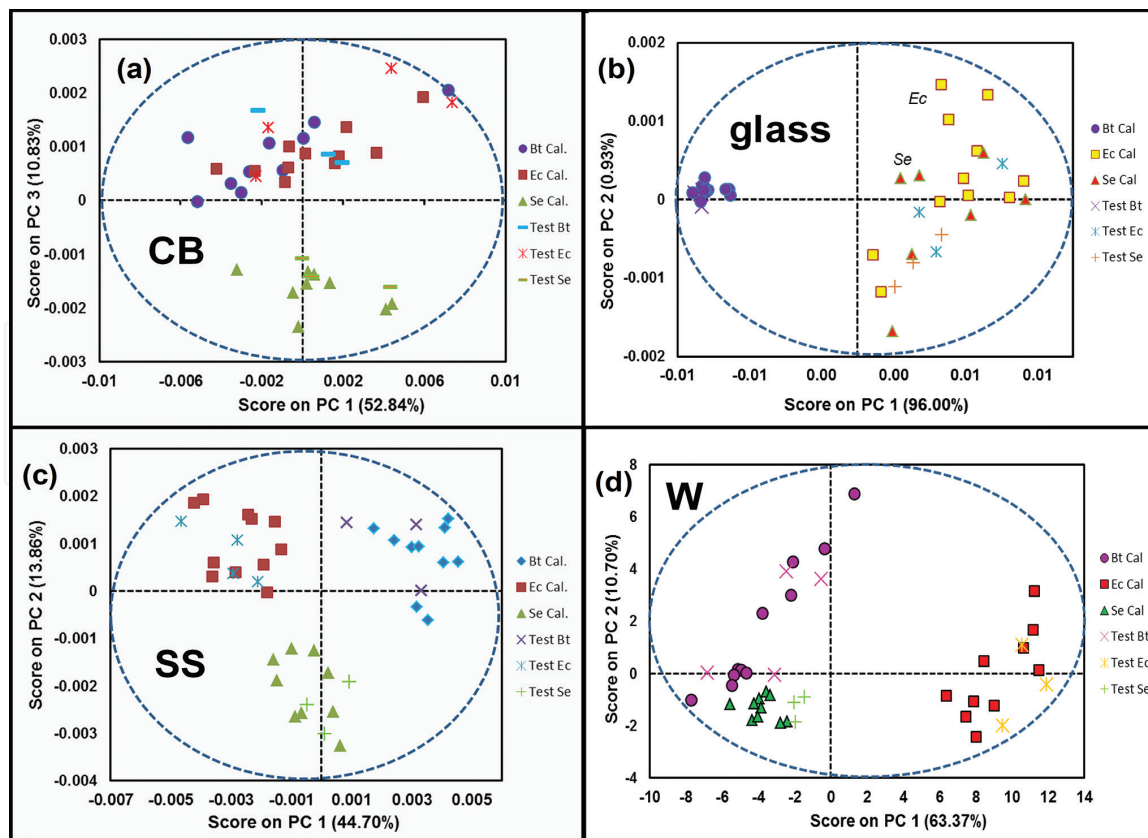 (a)
CB
0.003
0.002
0.001
0
-0.001
-0.002
-0.003
-0.01
-0.006
-0.002
0.002
0.006
0.01
Score on PC 3 (10.83%)
Score on PC 1 (52.84%)
Bt Cal.
Ec Cal.
Se Cal.
Test Bt
Test Ec
Test Se
(b)
glass
Ec
Se
0.002
0.001
0
-0.001
-0.002
-0.01
-0.01
0.00
0.00
0.01
0.01
Score on PC 2 (0.93%)
Score on PC 1 (96.00%)
Bt Cal
Ec Cal
Se Cal
Test Bt
Test Ec
Test Se
(c)
SS
0.003
0.002
0.001
0
-0.001
-0.002
-0.003
-0.004
-0.007
-0.005
-0.003
-0.001
0.001
0.003
0.005
Score on PC 2 (13.86%)
Score on PC 1 (44.70%)
Bt Cal.
Ec Cal.
Se Cal.
Test Bt
Test Ec
Test Se
(d)
W
8
6
4
2
0
-2
-4
-10
-8
-6
-4
-2
0
2
4
6
8
10
12
14
Score on PC 2 (10.70%)
Score on PC 1 (63.37%)
Bt Cal
Ec Cal
Se Cal
Test Bt
Test Ec
Test Se